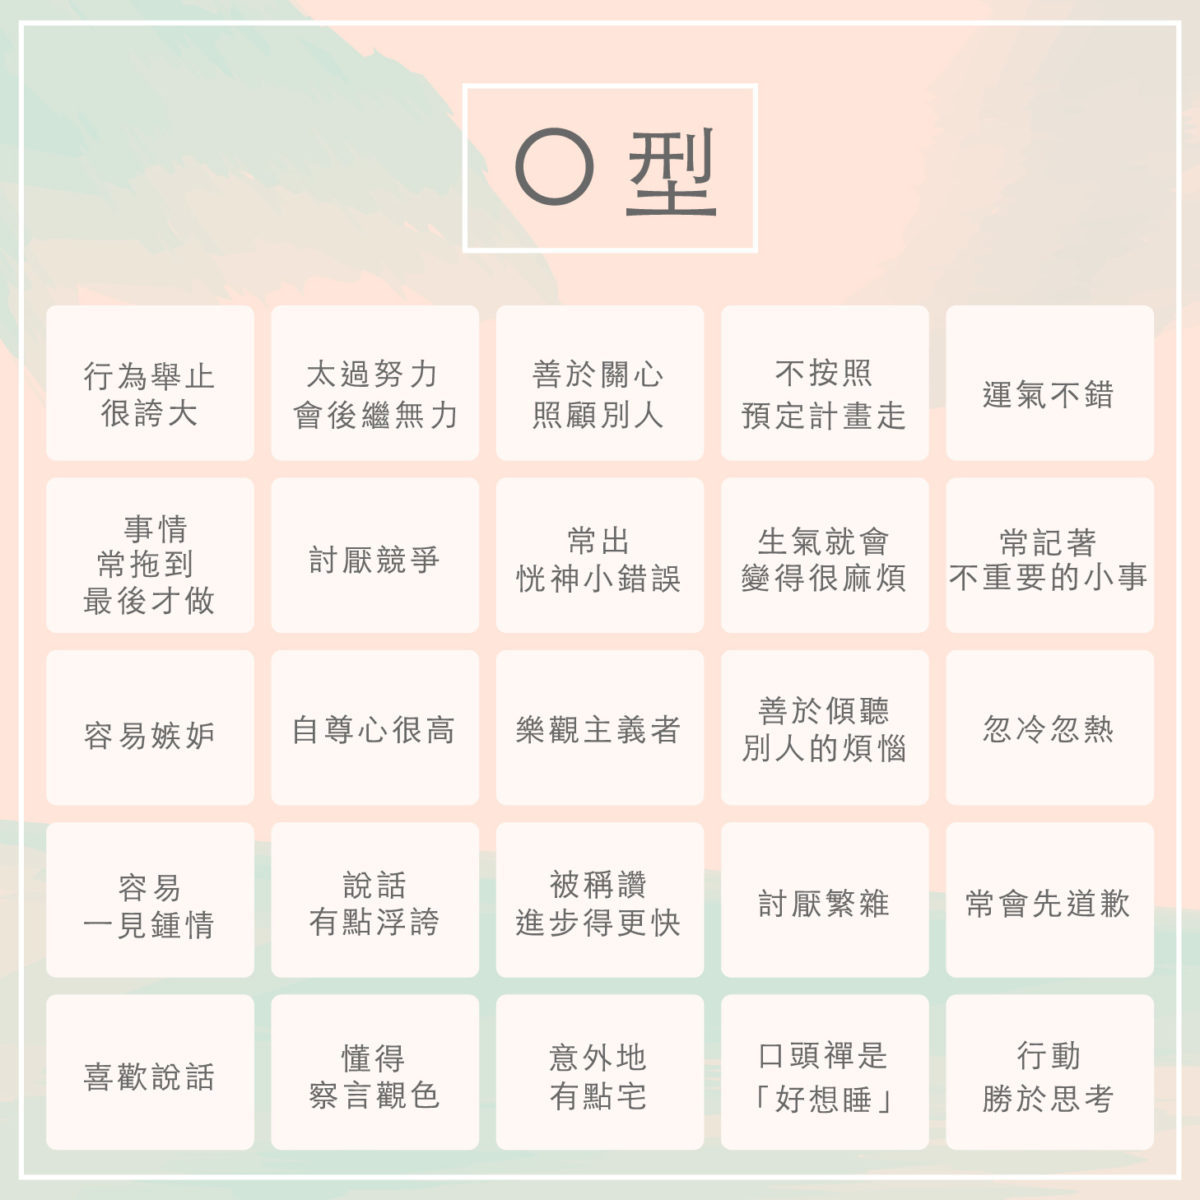 O 型
行為舉止
很誇大
太過努力
會後繼無力
善於關心
照顧別人
不按照
預定計畫走
運氣不錯
事情
常拖到
最後才做
討厭競爭
常出
恍神小錯誤
生氣就會
變得很麻煩
常記著
不重要的小事
容易嫉妒
自尊心很高
樂觀主義者
善於傾聽
別人的煩惱
忽冷忽熱
容易
一見鍾情
說話
有點浮誇
被稱讚
進步得更快
討厭繁雜
常會先道歉
喜歡說話
懂得
察言觀色
意外地
有點宅
口頭禪是
「好想睡」
行動
勝於思考